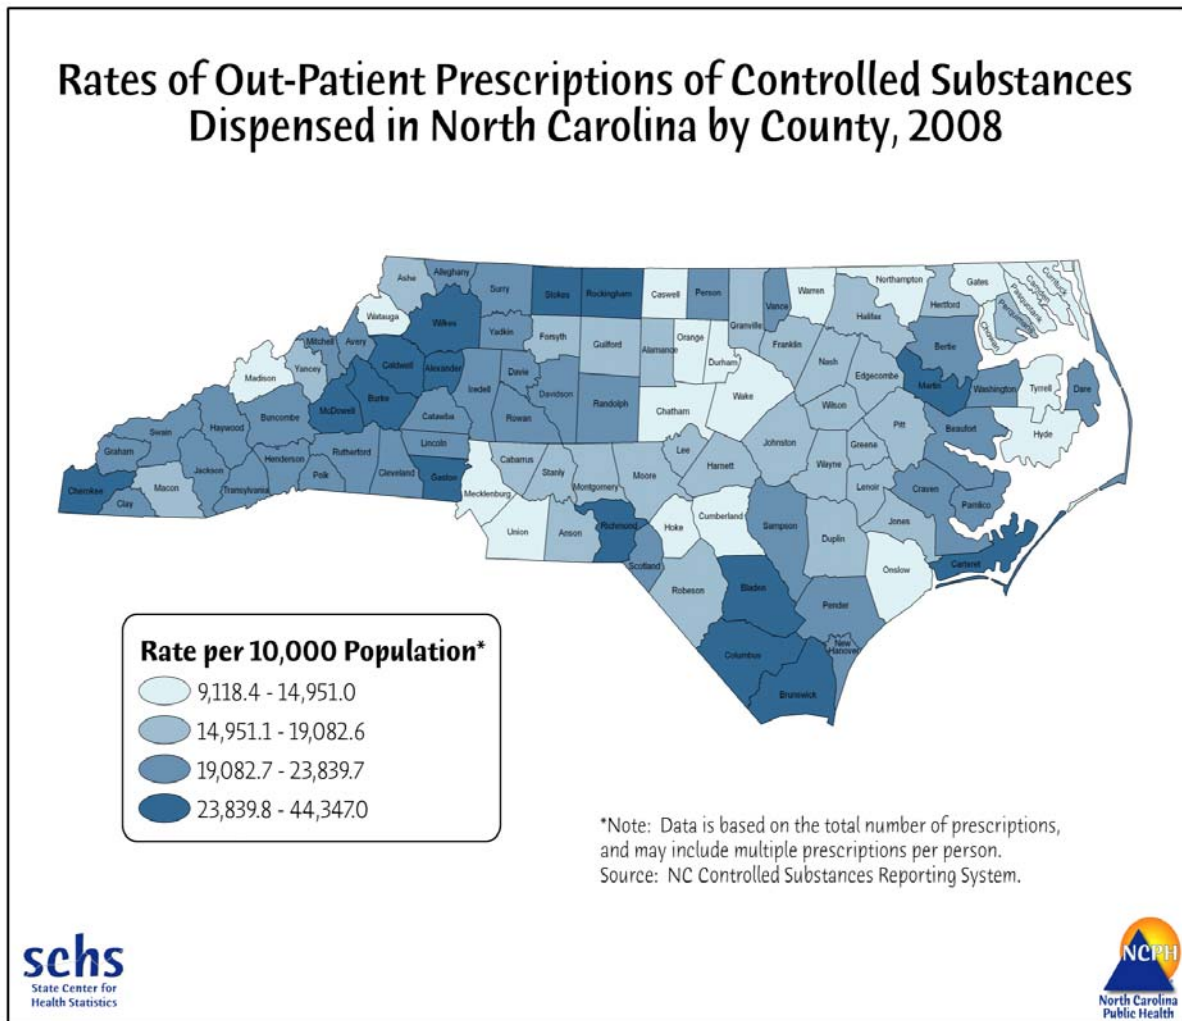 Rates of Out-Patient Prescriptions of Controlled Substances
Dispensed in North Carolina by County, 2008
Ashe
Alleghany
Surry
Stokes
Rockingham
Caswell
Person
Vance
Warren
Northampton
Gates
Camden
Currituck
Pasquotank
Perquimans
Chowan
Hertford
Halifax
Granville
Watauga
Wilkes
Yadkin
Forsyth
Guilford
Alamance
Orange
Durham
Franklin
Nash
Edgecombe
Bertie
Martin
Washington
Tyrrell
Dare
Mitchell
Avery
Yancey
Madison
Caldwell
Alexander
Iredell
Davie
Davidson
Randolph
Chatham
Wake
Wilson
Pitt
Beaufort
Hyde
McDowell
Burke
Catawba
Rowan
Buncombe
Haywood
Swain
Graham
Jackson
Henderson
Rutherford
Lincoln
Cabarrus
Stanly
Montgomery
Moore
Lee
Harnett
Johnston
Wayne
Greene
Lenoir
Craven
Pamlico
Cherokee
Clay
Macon
Transylvania
Polk
Cleveland
Gaston
Mecklenburg
Union
Anson
Richmond
Scotland
Hoke
Cumberland
Sampson
Duplin
Jones
Onslow
Carteret
Robeson
Bladen
Pender
New
Hanover
Columbus
Brunswick
Rate per 10,000 Population*
9,118.4 - 14,951.0
14,951.1 - 19,082.6
19,082.7 - 23,839.7
23,839.8 - 44,347.0
*Note: Data is based on the total number of prescriptions,
and may include multiple prescriptions per person.
Source: NC Controlled Substances Reporting System.
schs
State Center for
Health Statistics
NCPH
North Carolina
Public Health